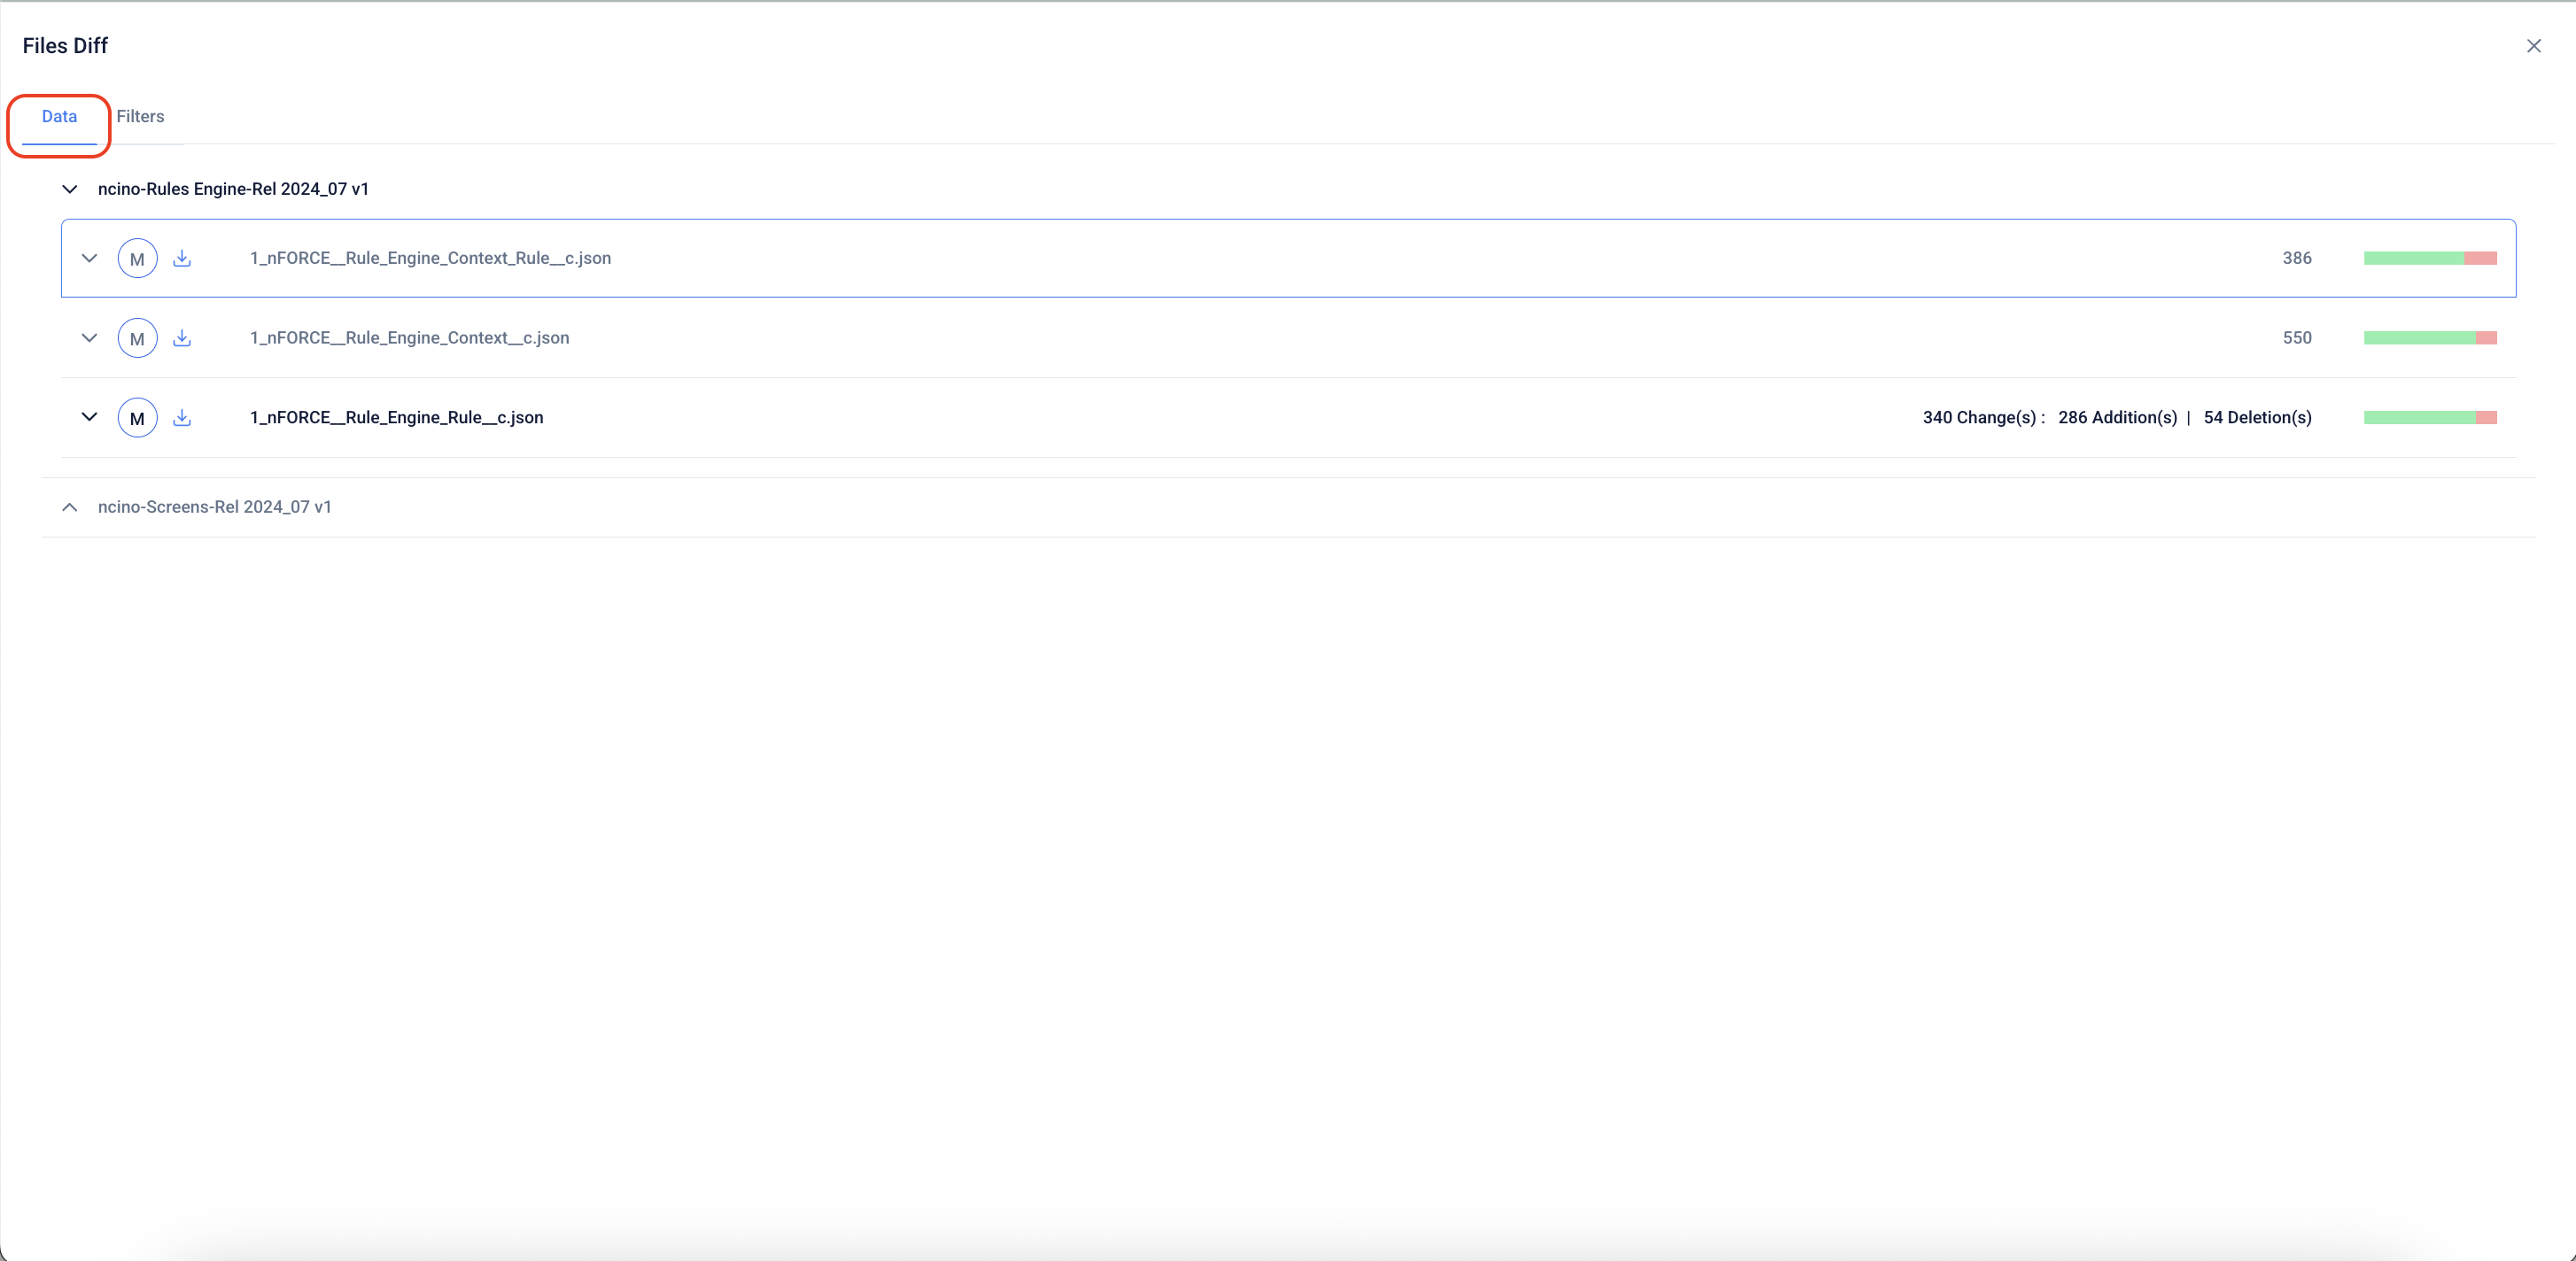 Files Diff
Data Filters
ncino-Rules Engine-Rel 2024_07 v1
M 1_nFORCE__Rule_Engine_Context_Rule__c.json 386
M 1_nFORCE__Rule_Engine_Context__c.json 550
M 1_nFORCE__Rule_Engine_Rule__c.json 340 Change(s) : 286 Addition(s) | 54 Deletion(s)
ncino-Screens-Rel 2024_07 v1